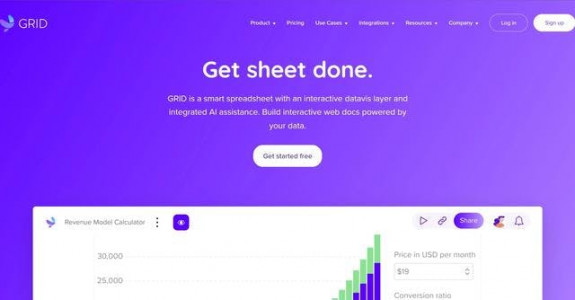 GRID
Product Pricing Use Cases Integrations Resources Company Log in Sign up
Get sheet done.
GRID is a smart spreadsheet with an interactive datavis layer and
integrated AI assistance. Build interactive web docs powered by
your data.
Get started free
Revenue Model Calculator Share
30,000
Price in USD per month
$19
25,000
Conversion ratio